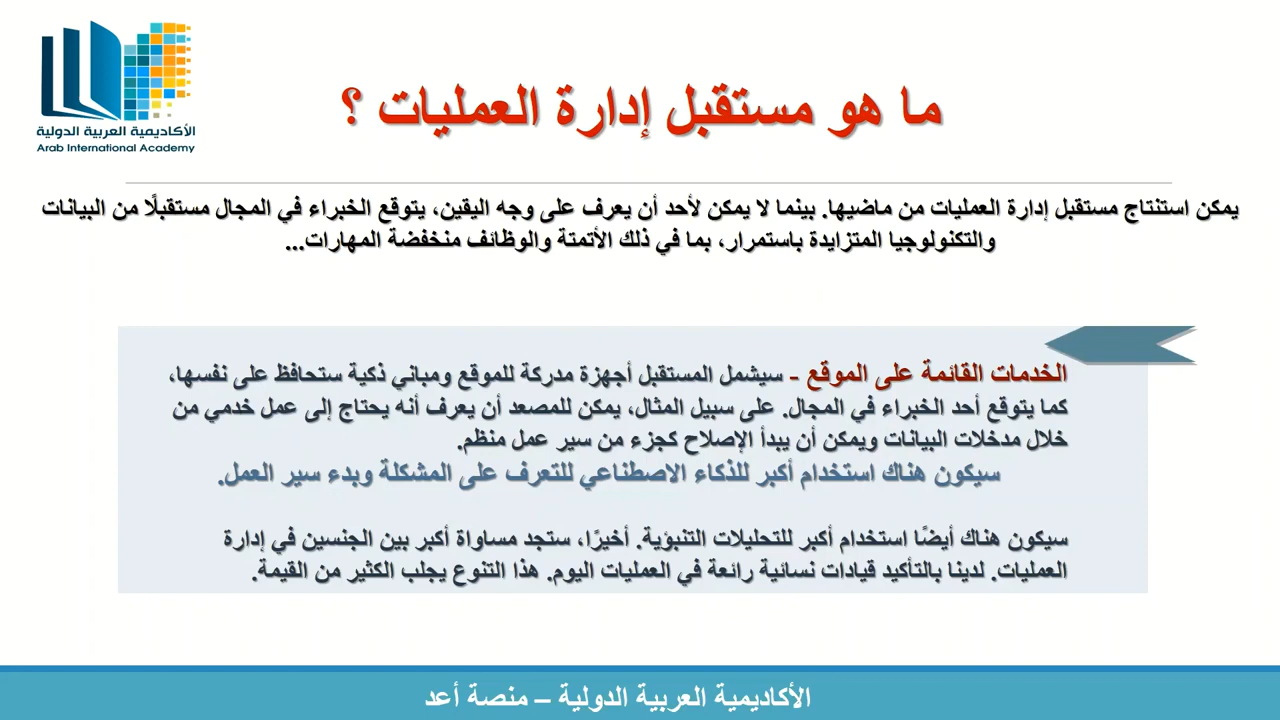 الأكاديمية العربية الدولية
Arab International Academy
ما هو مستقبل إدارة العمليات ؟
يمكن استنتاج مستقبل إدارة العمليات من ماضيها. بينما لا يمكن لأحد أن يعرف على وجه اليقين، يتوقع الخبراء في المجال مستقبلًا من البيانات
والتكنولوجيا المتزايدة باستمرار، بما في ذلك الأتمتة والوظائف منخفضة المهارات...
الخدمات القائمة على الموقع - سيشمل المستقبل أجهزة مدركة للموقع ومباني ذكية ستحافظ على نفسها،
كما يتوقع أحد الخبراء في المجال. على سبيل المثال، يمكن للمصعد أن يعرف أنه يحتاج إلى عمل خدمي من
خلال مدخلات البيانات ويمكن أن يبدأ الإصلاح كجزء من سير عمل منظم.
سيكون هناك استخدام أكبر للذكاء الاصطناعي للتعرف على المشكلة وبدء سير العمل.
سيكون هناك أيضًا استخدام أكبر للتحليلات التنبؤية. أخيرًا، ستجد مساواة أكبر بين الجنسين في إدارة
العمليات. لدينا بالتأكيد قيادات نسائية رائعة في العمليات اليوم. هذا التنوع يجلب الكثير من القيمة.
الأكاديمية العربية الدولية – منصة أعد